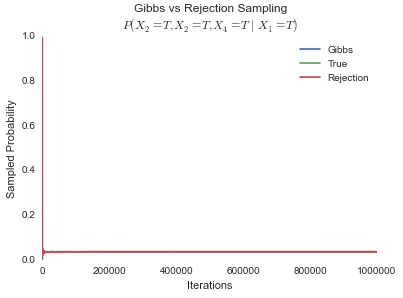 Gibbs vs Rejection Sampling
P(X₂ = T, X₂ = T, X₄ = T | X₁ = T)
Gibbs
True
Rejection
Sampled Probability
1.0
0.8
0.6
0.4
0.2
0.0
0 200000 400000 600000 800000 1000000
Iterations